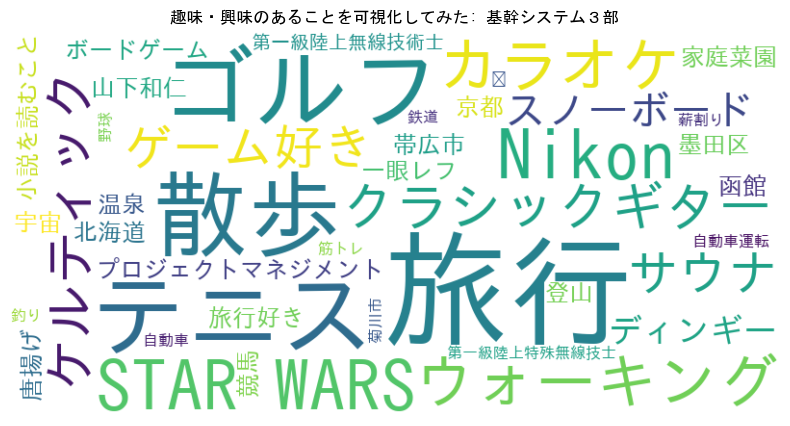 趣味・興味のあることを可視化してみた: 基幹システム３部
小説を読むこと
ボードゲーム
第一級陸上無線技術士
ゴルフ
カラオケ
家庭菜園
山下和仁
ケルティック
野球
鉄道
京都
スノーボード
薪割り
ゲーム好き
帯広市
Nikon
墨田区
一眼レフ
函館
散歩
クラシックギター
温泉
宇宙
北海道
筋トレ
旅行
自動車運転
プロジェクトマネジメント
サウナ
テニス
登山
釣り
旅行好き
菊川市
ディンギー
唐揚げ
自動車
第一級陸上特殊無線技士
競馬
STAR WARS
ウォーキング